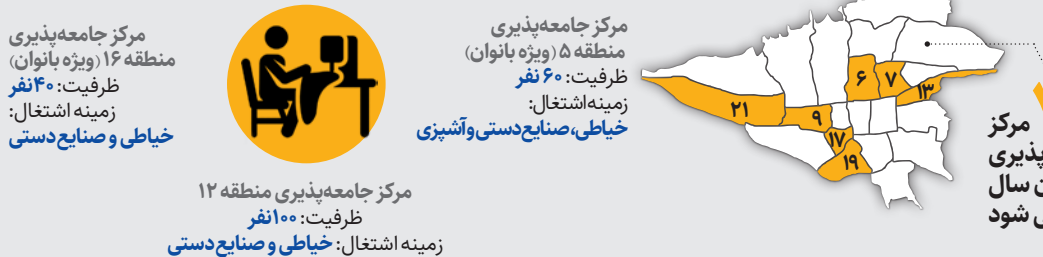 مرکز
پذیری
سال
شود
۶
۷
۱۳
۲۱
۹
۱۷
۱۹
مرکز جامعه‌پذیری
منطقه ۵ (ویژه بانوان)
ظرفیت: ۶۰ نفر
زمینه اشتغال:
خیاطی، صنایع‌دستی و آشپزی
مرکز جامعه‌پذیری
منطقه ۱۶ (ویژه بانوان)
ظرفیت: ۴۰ نفر
زمینه اشتغال:
خیاطی و صنایع‌دستی
مرکز جامعه‌پذیری منطقه ۱۲
ظرفیت: ۱۰۰ نفر
زمینه اشتغال: خیاطی و صنایع‌دستی